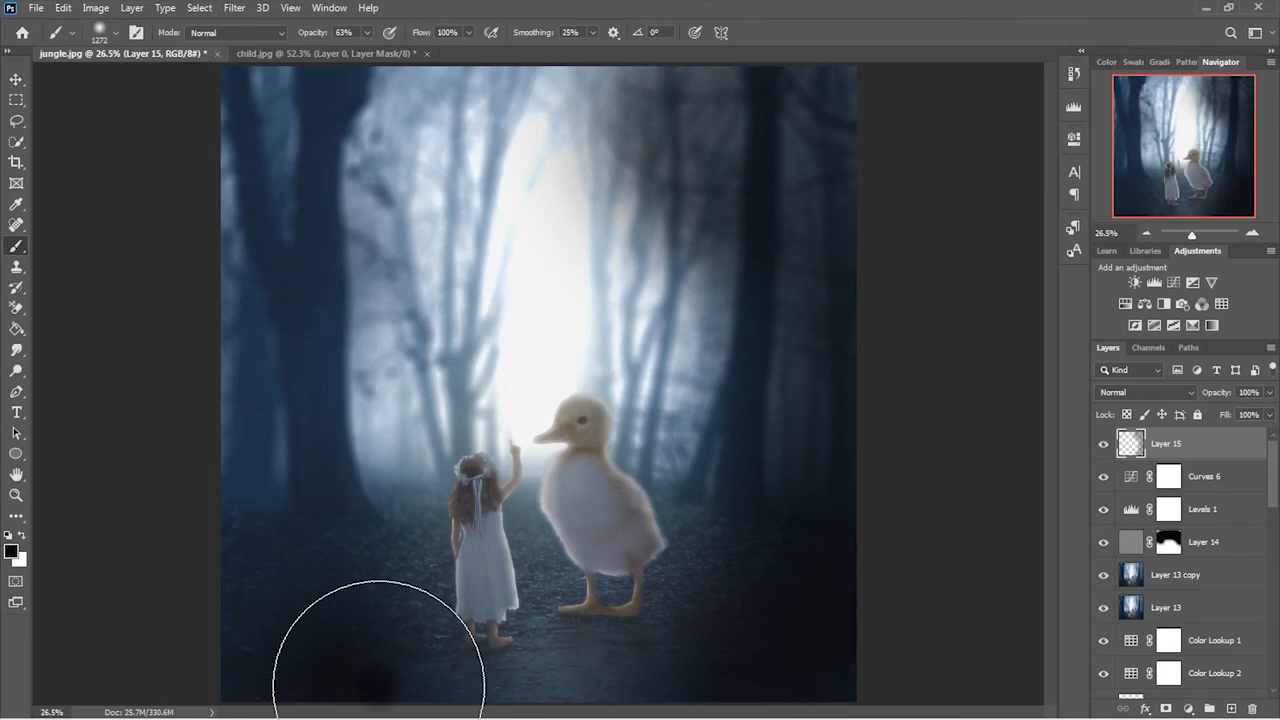 Ps File Edit Image Layer Type Select Filter 3D View Window Help
1272 Mode: Normal Opacity: 63% Flow: 100% Smoothing: 25% 0°
jungle.jpg @ 26.5% (Layer 15, RGB/8#) * × child.jpg @ 52.3% (Layer 0, Layer Mask/8) * ×
Color Swatc Gradi Patte Navigator
26.5%
Learn Libraries Adjustments
Add an adjustment
Layers Channels Paths
Kind
Normal Opacity: 100%
Lock: Fill: 100%
Layer 15
Curves 6
Levels 1
Layer 14
Layer 13 copy
Layer 13
Color Lookup 1
Color Lookup 2
26.5% Doc: 25.7M/330.6M